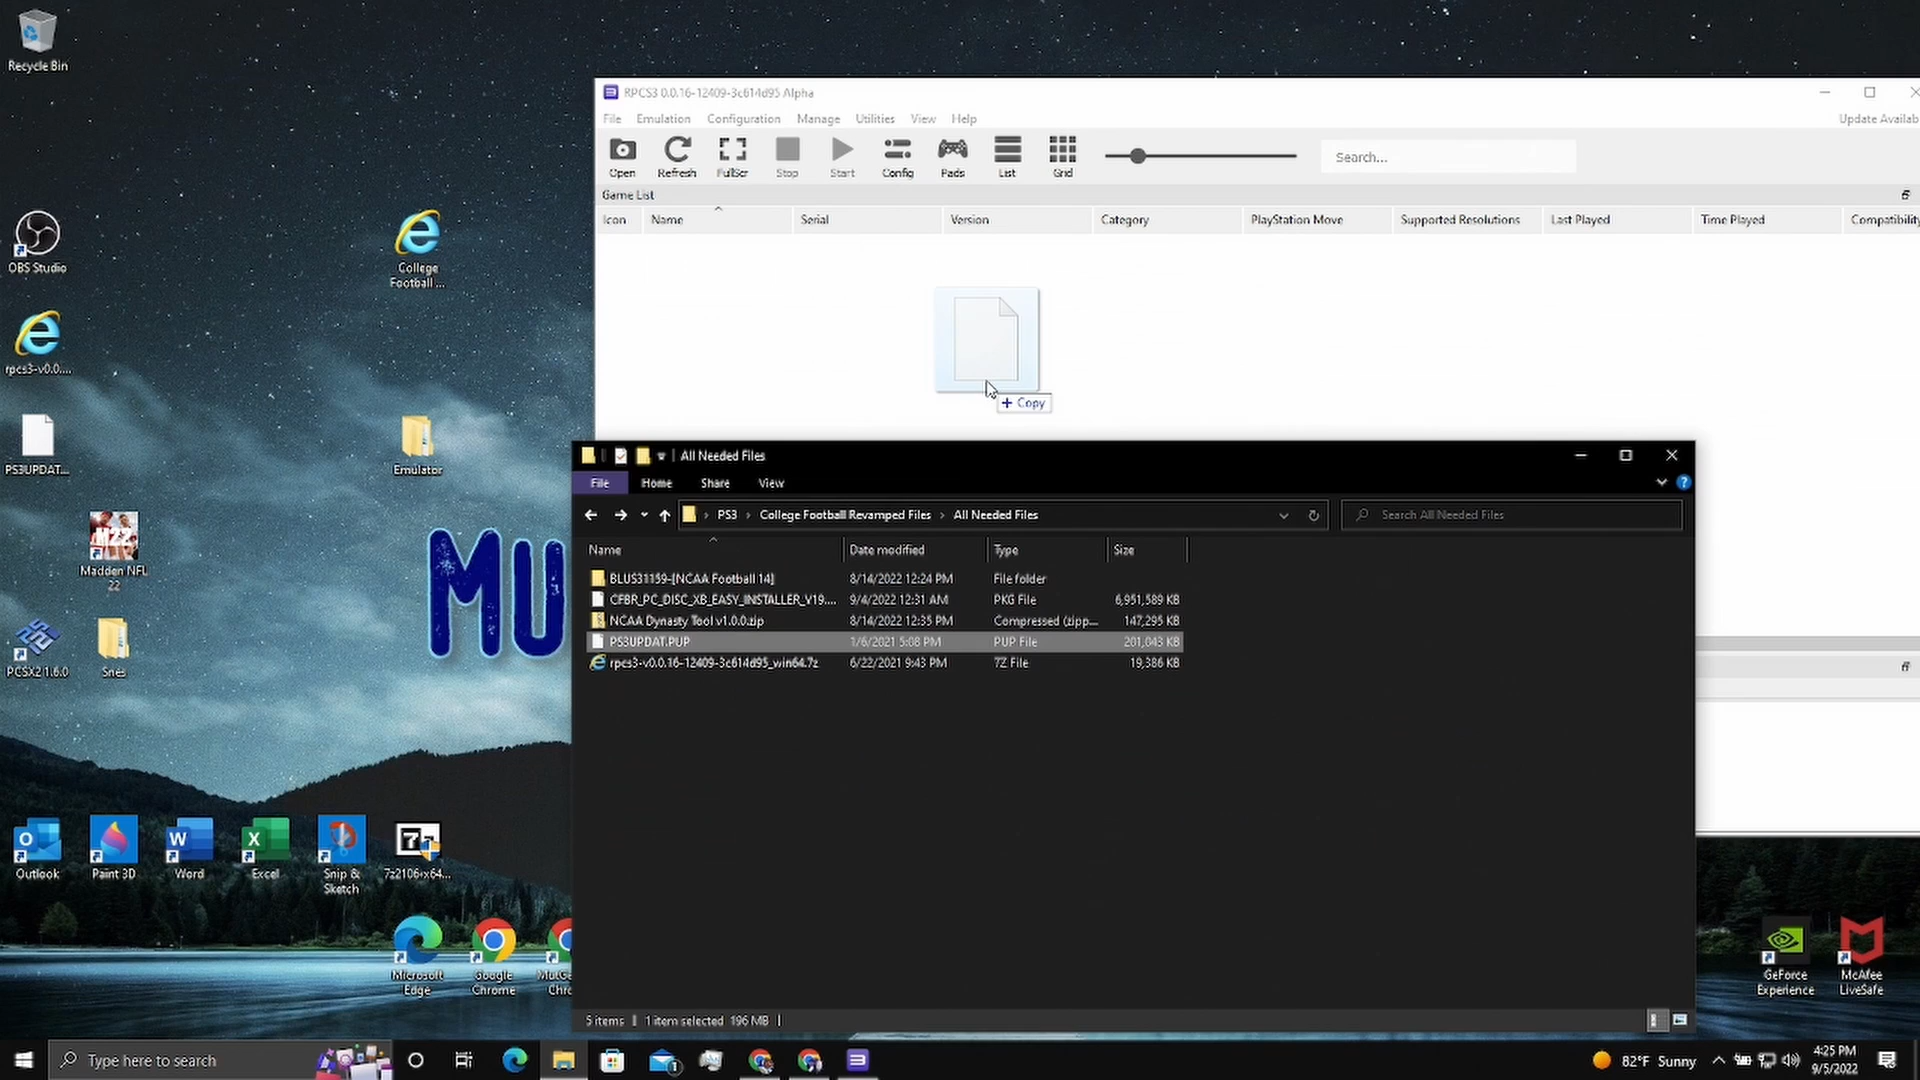 Recycle Bin
OBS Studio
College
Football ...
rpcs3-v0.0....
PS3UPDAT...
Emulator
Madden NFL
22
PCSX2 1.6.0
Snes
MU
Outlook
Paint 3D
Word
Excel
Snip &
Sketch
7z2106-x64...
Microsoft
Edge
Google
Chrome
MutGe
Chr
GeForce
Experience
McAfee
LiveSafe
RPCS3 0.0.16-12409-3c614d95 Alpha
File Emulation Configuration Manage Utilities View Help Update Availab
Open Refresh FullScr Stop Start Config Pads List Grid Search...
Game List
Icon Name Serial Version Category PlayStation Move Supported Resolutions Last Played Time Played Compatibility
+ Copy
All Needed Files
File Home Share View
PS3 › College Football Revamped Files › All Needed Files Search All Needed Files
Name Date modified Type Size
BLUS31159-[NCAA Football 14] 8/14/2022 12:24 PM File folder
CFBR_PC_DISC_XB_EASY_INSTALLER_V19.... 9/4/2022 12:31 AM PKG File 6,951,589 KB
NCAA Dynasty Tool v1.0.0.zip 8/14/2022 12:35 PM Compressed (zipp... 147,295 KB
PS3UPDAT.PUP 1/6/2021 5:08 PM PUP File 201,043 KB
rpcs3-v0.0.16-12409-3c614d95_win64.7z 6/22/2021 9:43 PM 7Z File 19,386 KB
5 items 1 item selected 196 MB
Type here to search
82°F Sunny
4:25 PM
9/5/2022